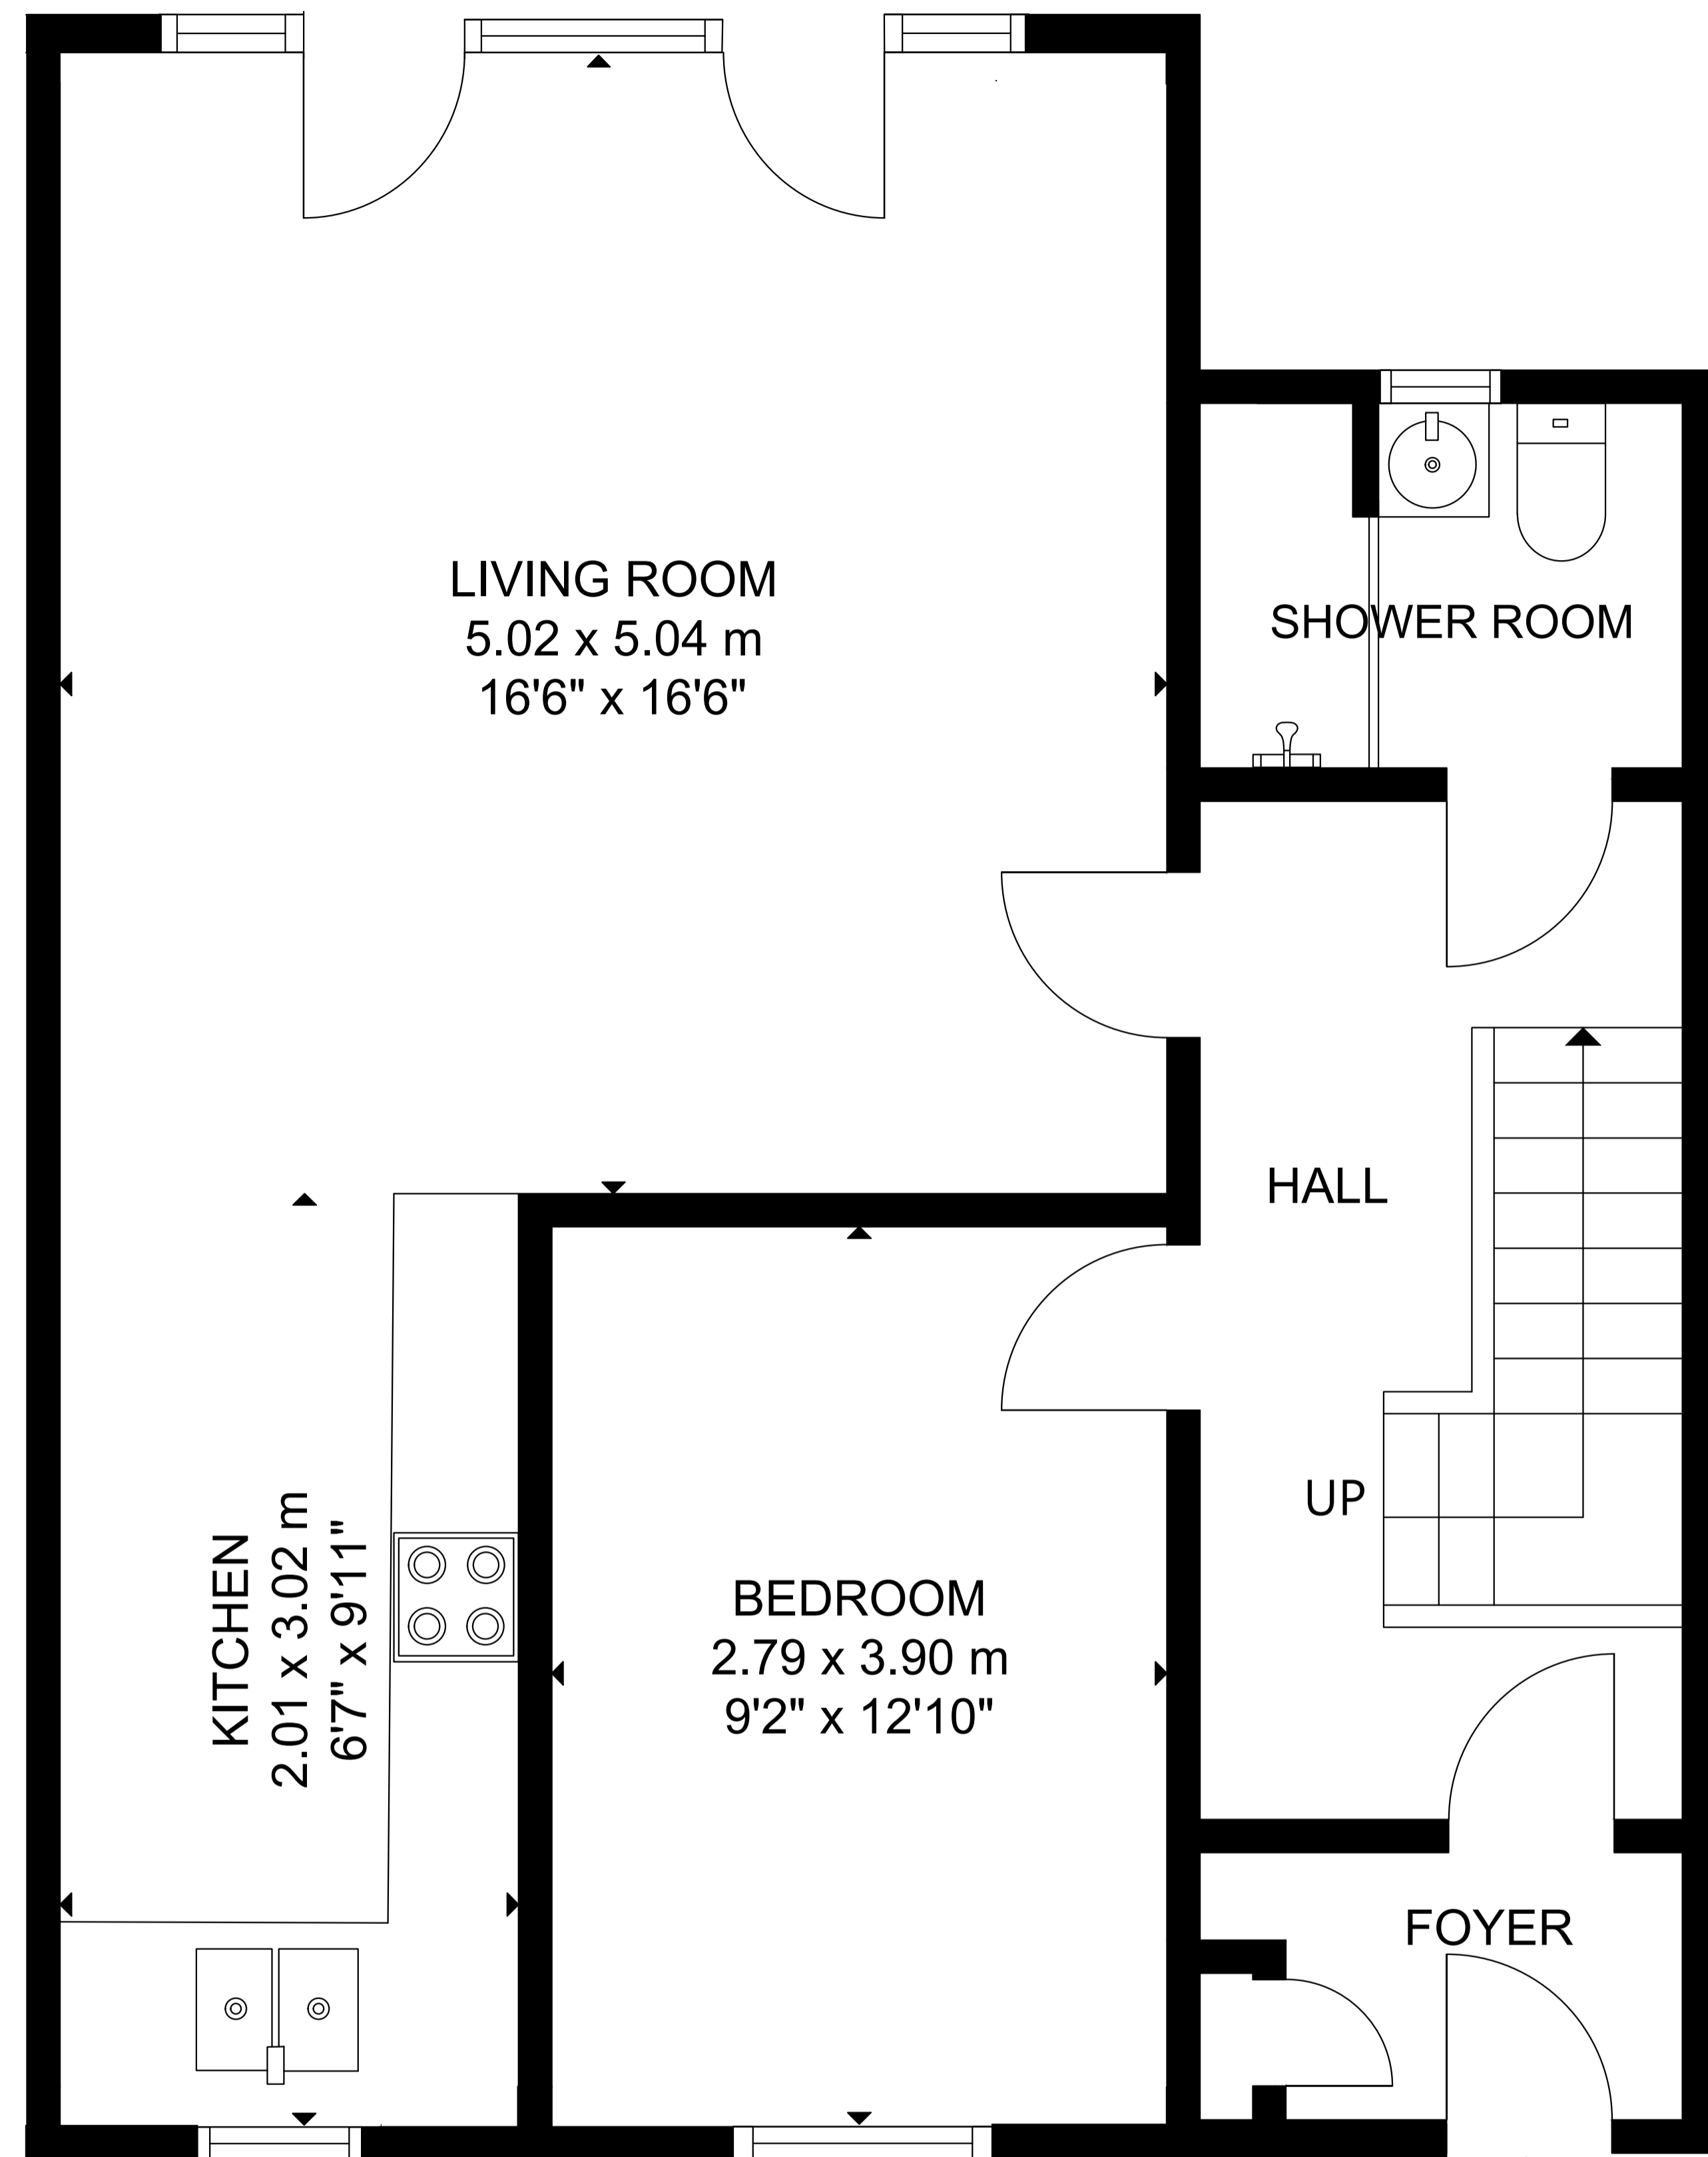 LIVING ROOM
5.02 x 5.04 m
16'6" x 16'6"
SHOWER ROOM
HALL
UP
KITCHEN
2.01 x 3.02 m
6'7" x 9'11"
BEDROOM
2.79 x 3.90 m
9'2" x 12'10"
FOYER